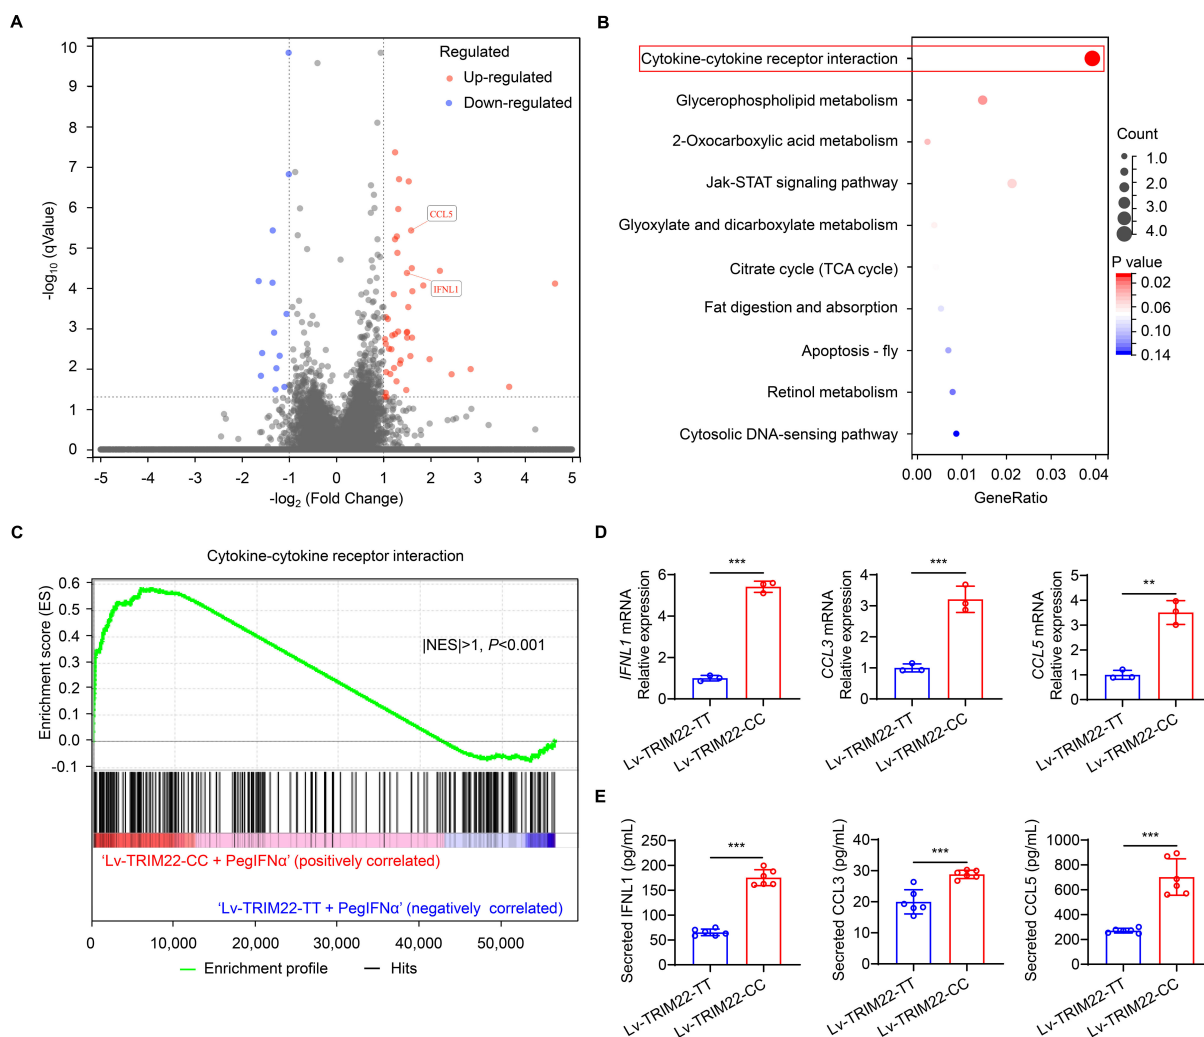 A
Regulated
Up-regulated
Down-regulated
CCL5
IFNL1
10
9
8
7
6
5
4
3
2
1
0
-log10 (qValue)
-5 -4 -3 -2 -1 0 1 2 3 4 5
-log2 (Fold Change)
B
Cytokine-cytokine receptor interaction
Glycerophospholipid metabolism
2-Oxocarboxylic acid metabolism
Jak-STAT signaling pathway
Glyoxylate and dicarboxylate metabolism
Citrate cycle (TCA cycle)
Fat digestion and absorption
Apoptosis - fly
Retinol metabolism
Cytosolic DNA-sensing pathway
0.00 0.01 0.02 0.03 0.04
GeneRatio
Count
1.0
2.0
3.0
4.0
P value
0.02
0.06
0.10
0.14
C
Cytokine-cytokine receptor interaction
Enrichment score (ES)
0.6
0.5
0.4
0.3
0.2
0.1
0.0
-0.1
|NES|>1, P<0.001
‘Lv-TRIM22-CC + PegIFNα’ (positively correlated)
‘Lv-TRIM22-TT + PegIFNα’ (negatively correlated)
0 10,000 20,000 30,000 40,000 50,000
Enrichment profile
Hits
D
IFNL1 mRNA
Relative expression
6
4
2
0
***
Lv-TRIM22-TT
Lv-TRIM22-CC
CCL3 mRNA
Relative expression
4
3
2
1
0
***
Lv-TRIM22-TT
Lv-TRIM22-CC
CCL5 mRNA
Relative expression
5
4
3
2
1
0
**
Lv-TRIM22-TT
Lv-TRIM22-CC
E
Secreted IFNL1 (pg/mL)
250
200
150
100
50
0
***
Lv-TRIM22-TT
Lv-TRIM22-CC
Secreted CCL3 (pg/mL)
40
30
20
10
0
***
Lv-TRIM22-TT
Lv-TRIM22-CC
Secreted CCL5 (pg/mL)
1000
800
600
400
200
0
***
Lv-TRIM22-TT
Lv-TRIM22-CC